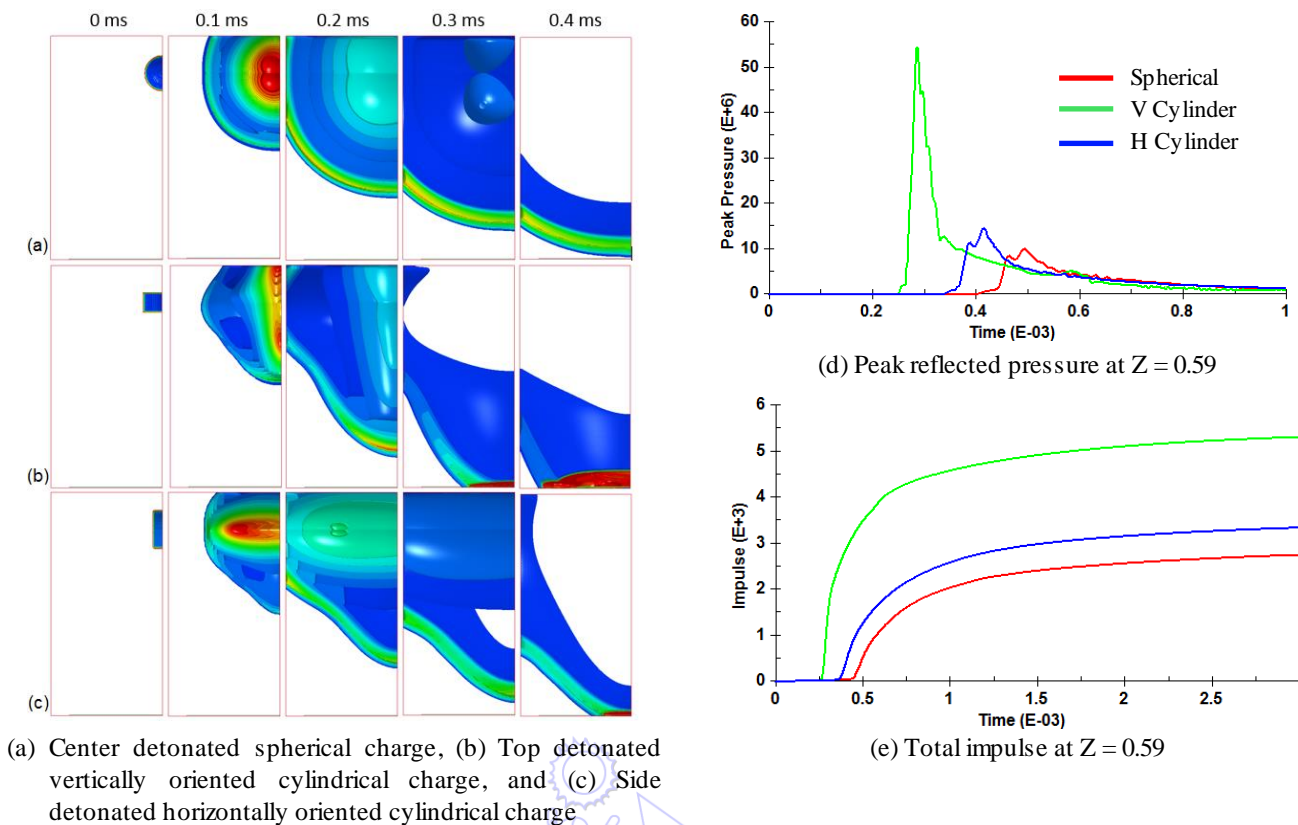 0 ms 0.1 ms 0.2 ms 0.3 ms 0.4 ms
(a)
(b)
(c)
(a) Center detonated spherical charge, (b) Top detonated
vertically oriented cylindrical charge, and (c) Side
detonated horizontally oriented cylindrical charge
Peak Pressure (E+6)
60
50
40
30
20
10
0
Spherical
V Cylinder
H Cylinder
0 0.2 0.4 0.6 0.8 1
Time (E-03)
(d) Peak reflected pressure at Z = 0.59
Impulse (E+3)
6
5
4
3
2
1
0
0 0.5 1 1.5 2 2.5
Time (E-03)
(e) Total impulse at Z = 0.59